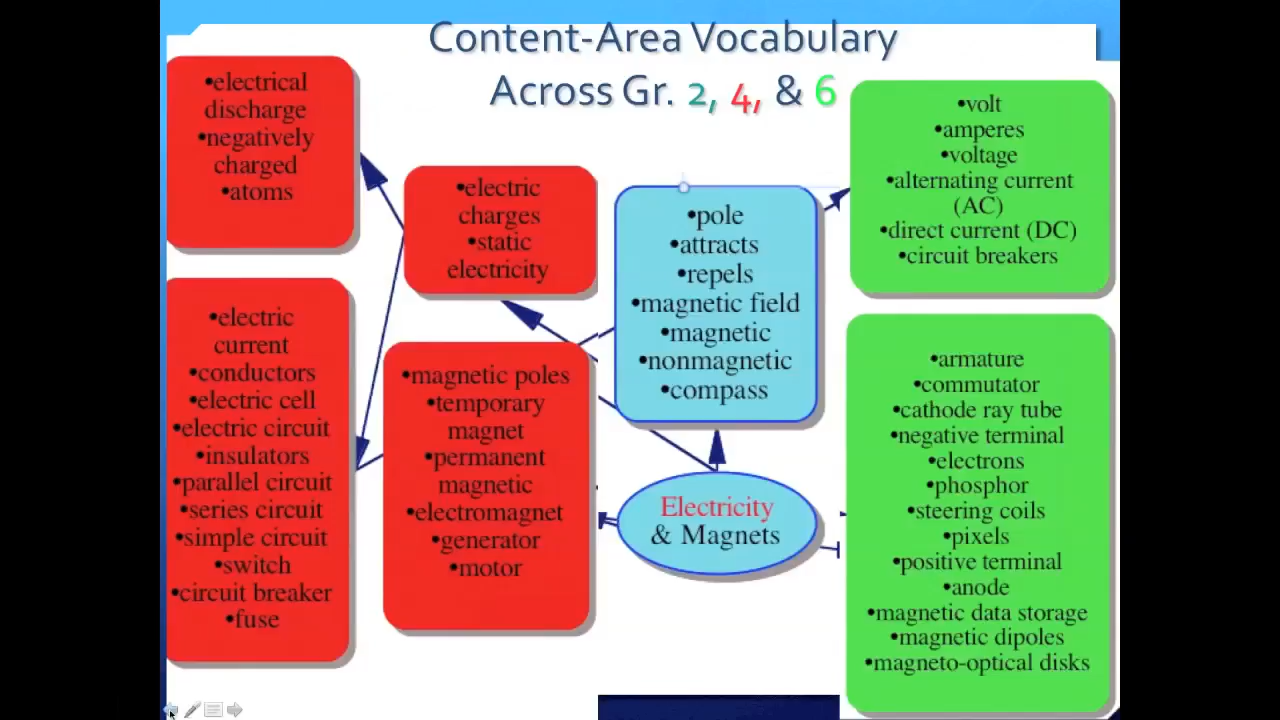 Content-Area Vocabulary
Across Gr. 2, 4, & 6
•electrical
discharge
•negatively
charged
•atoms
•electric
charges
•static
electricity
•pole
•attracts
•repels
•magnetic field
•magnetic
•nonmagnetic
•compass
•volt
•amperes
•voltage
•alternating current
(AC)
•direct current (DC)
•circuit breakers
•electric
current
•conductors
•electric cell
•electric circuit
•insulators
•parallel circuit
•series circuit
•simple circuit
•switch
•circuit breaker
•fuse
•magnetic poles
•temporary
magnet
•permanent
magnetic
•electromagnet
•generator
•motor
Electricity
& Magnets
•armature
•commutator
•cathode ray tube
•negative terminal
•electrons
•phosphor
•steering coils
•pixels
•positive terminal
•anode
•magnetic data storage
•magnetic dipoles
•magneto-optical disks